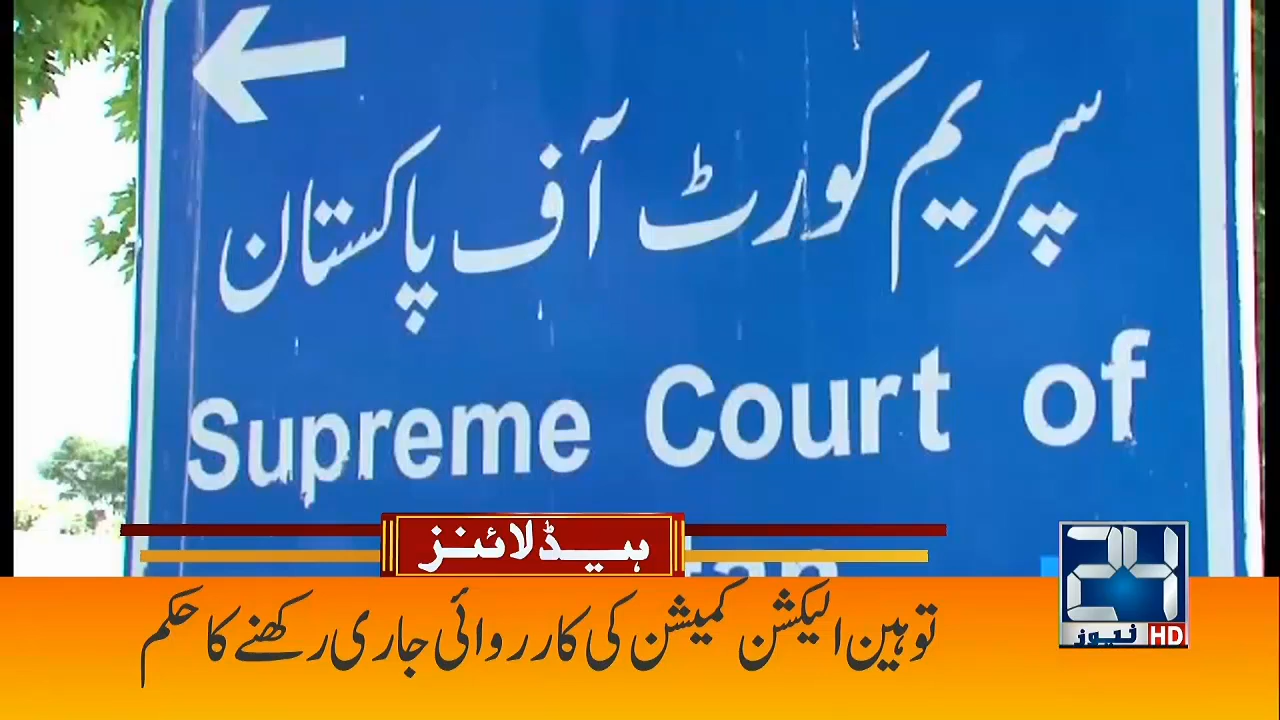 سپریم کورٹ آف پاکستان
Supreme Court of
ہیڈلائنز
توہین الیکشن کمیشن کی کارروائی جاری رکھنے کا حکم
24
نیوز HD